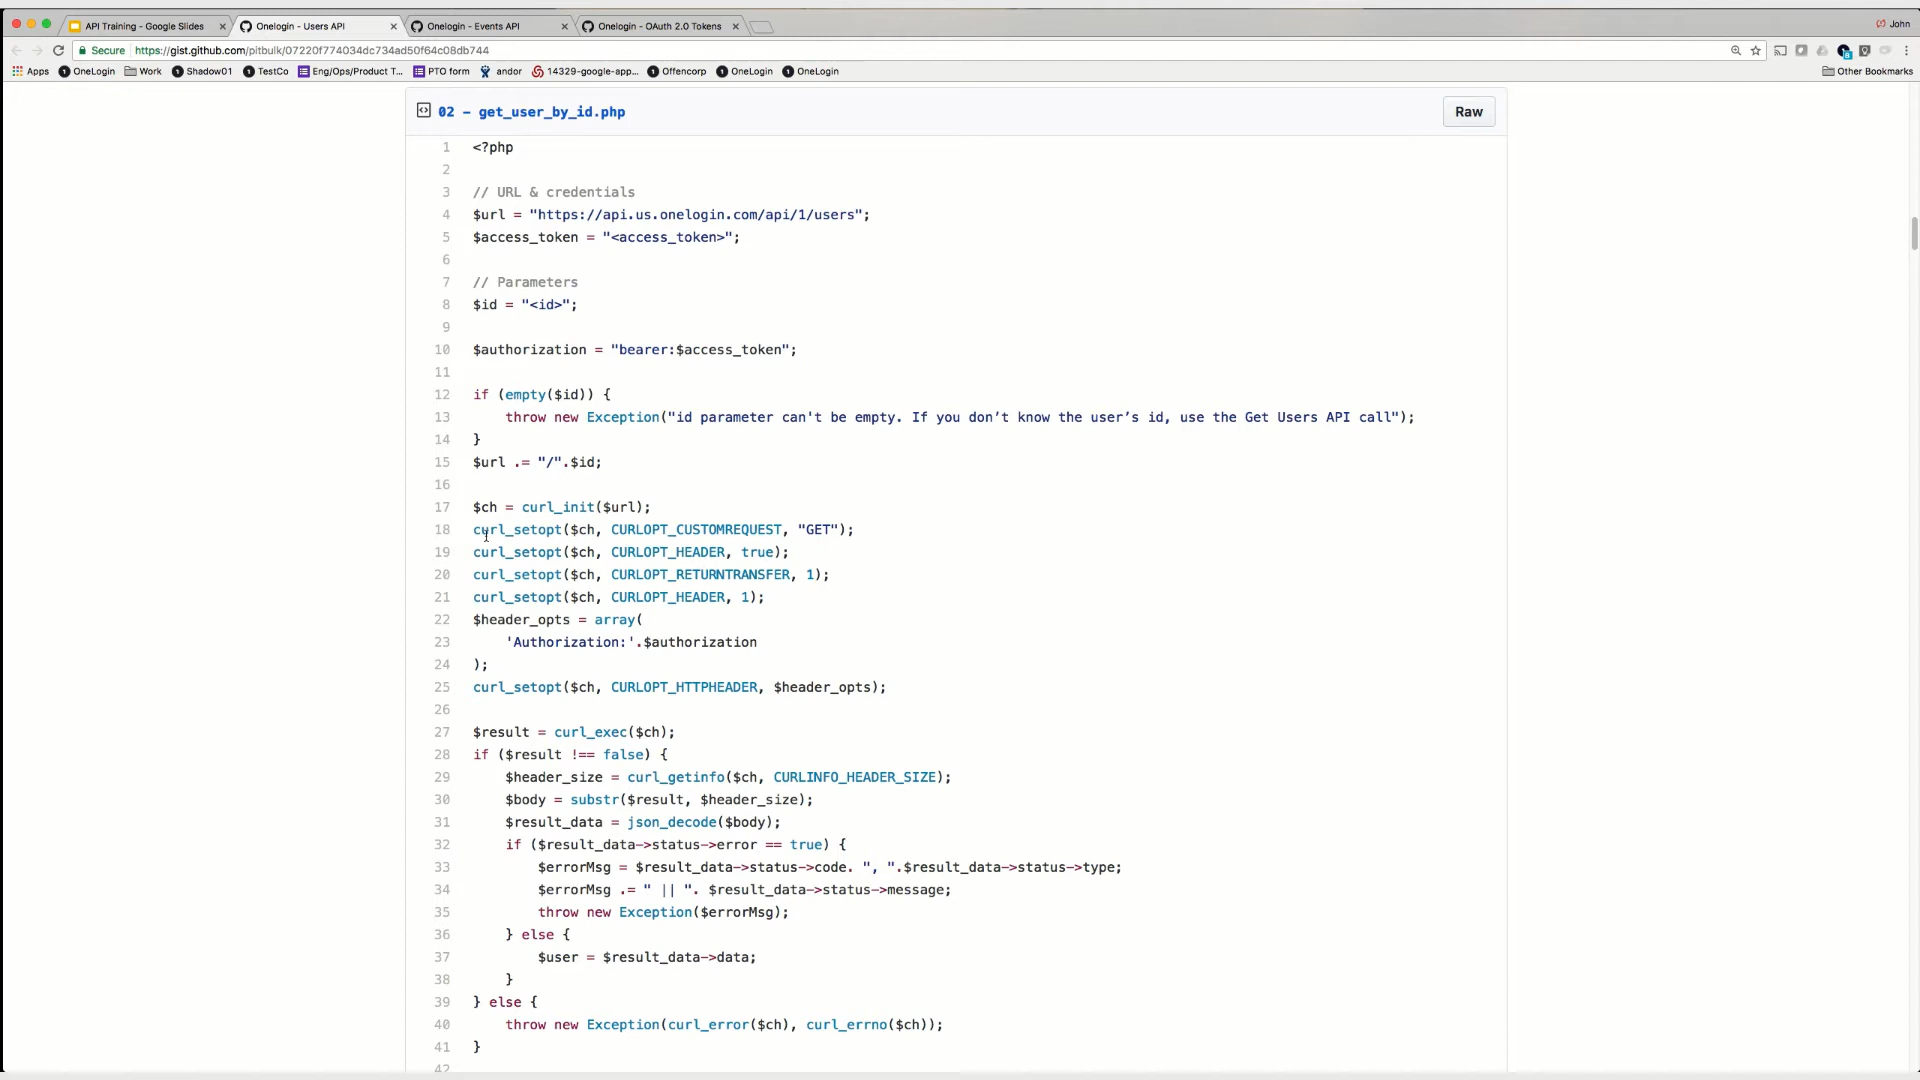 API Training - Google Slides
Onelogin - Users API
Onelogin - Events API
Onelogin - OAuth 2.0 Tokens
John
Secure
https://gist.github.com/pitbulk/07220f774034dc734ad50f64c08db744
Apps
OneLogin
Work
Shadow01
TestCo
Eng/Ops/Product T...
PTO form
andor
14329-google-app...
Offencorp
OneLogin
OneLogin
Other Bookmarks
02 - get_user_by_id.php
Raw
1 <?php
2
3 // URL & credentials
4 $url = "https://api.us.onelogin.com/api/1/users";
5 $access_token = "<access_token>";
6
7 // Parameters
8 $id = "<id>";
9
10 $authorization = "bearer:$access_token";
11
12 if (empty($id)) {
13     throw new Exception("id parameter can't be empty. If you don’t know the user’s id, use the Get Users API call");
14 }
15 $url .= "/".$id;
16
17 $ch = curl_init($url);
18 curl_setopt($ch, CURLOPT_CUSTOMREQUEST, "GET");
19 curl_setopt($ch, CURLOPT_HEADER, true);
20 curl_setopt($ch, CURLOPT_RETURNTRANSFER, 1);
21 curl_setopt($ch, CURLOPT_HEADER, 1);
22 $header_opts = array(
23     'Authorization:'.$authorization
24 );
25 curl_setopt($ch, CURLOPT_HTTPHEADER, $header_opts);
26
27 $result = curl_exec($ch);
28 if ($result !== false) {
29     $header_size = curl_getinfo($ch, CURLINFO_HEADER_SIZE);
30     $body = substr($result, $header_size);
31     $result_data = json_decode($body);
32     if ($result_data->status->error == true) {
33         $errorMsg = $result_data->status->code. ", ".$result_data->status->type;
34         $errorMsg .= " || ". $result_data->status->message;
35         throw new Exception($errorMsg);
36     } else {
37         $user = $result_data->data;
38     }
39 } else {
40     throw new Exception(curl_error($ch), curl_errno($ch));
41 }
42